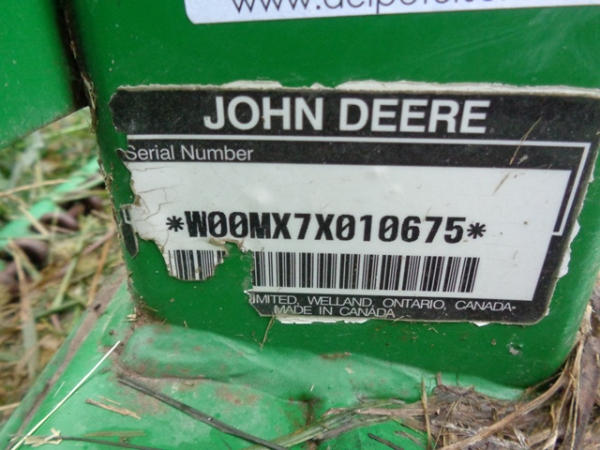 JOHN DEERE
Serial Number
*W00MX7X010675*
IMITED, WELLAND, ONTARIO, CANADA
MADE IN CANADA